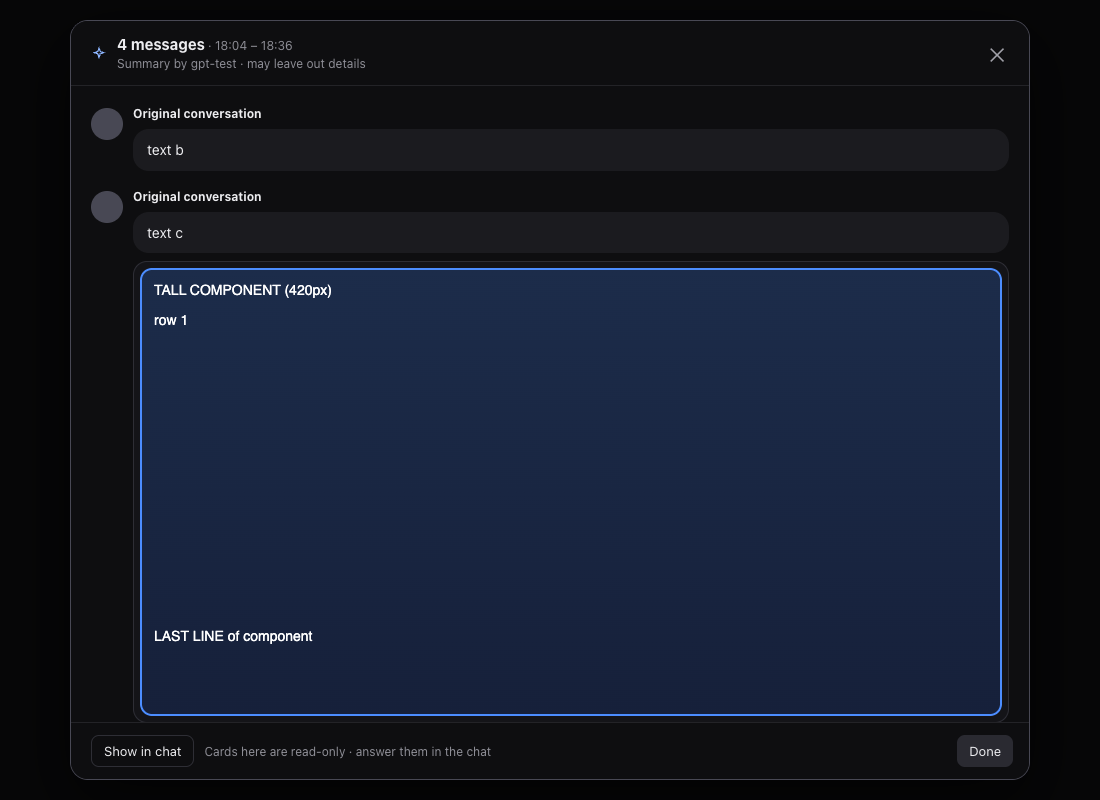 4 messages · 18:04 – 18:36
Summary by gpt-test · may leave out details
Original conversation
text b
Original conversation
text c
TALL COMPONENT (420px)
row 1
LAST LINE of component
Show in chat
Cards here are read-only · answer them in the chat
Done